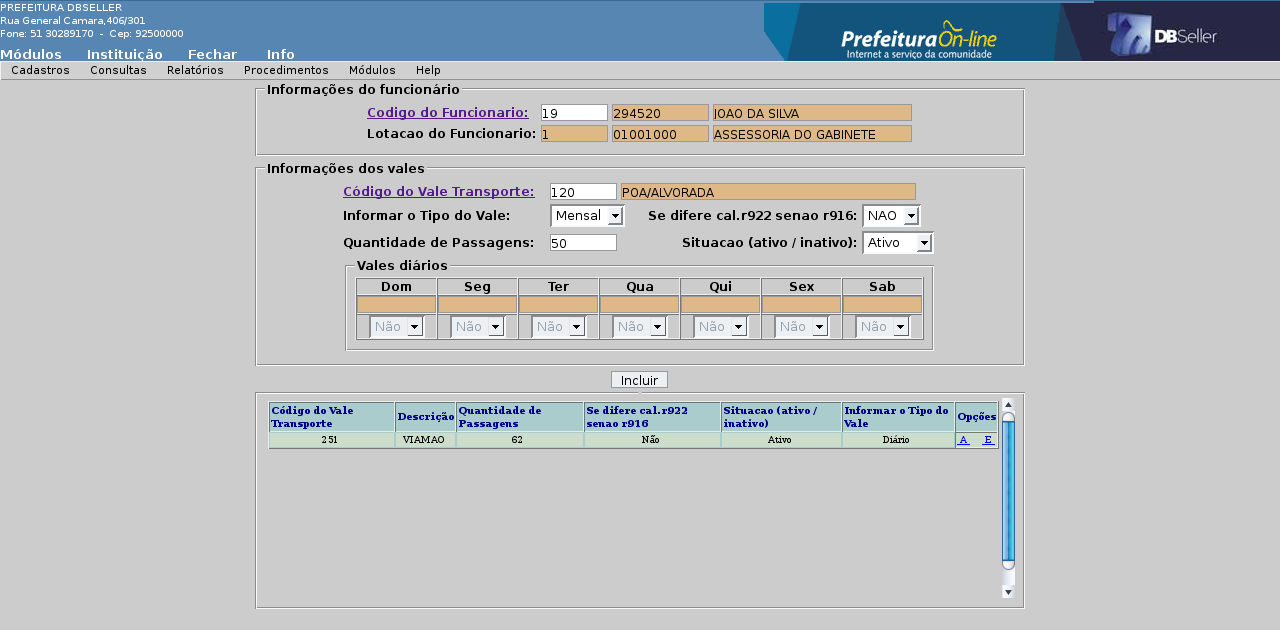 PREFEITURA DBSELLER
Rua General Camara,406/301
Fone: 51 30289170 - Cep: 92500000
Módulos Instituição Fechar Info
PrefeituraOn-line
Internet a serviço da comunidade
DBSeller
Cadastros Consultas Relatórios Procedimentos Módulos Help
Informações do funcionário
Codigo do Funcionario: 19 294520 JOAO DA SILVA
Lotacao do Funcionario: 1 01001000 ASSESSORIA DO GABINETE
Informações dos vales
Código do Vale Transporte: 120 POA/ALVORADA
Informar o Tipo do Vale: Mensal Se difere cal.r922 senao r916: NAO
Quantidade de Passagens: 50 Situacao (ativo / inativo): Ativo
Vales diários
Dom Seg Ter Qua Qui Sex Sab
Não Não Não Não Não Não Não
Incluir
Código do Vale Transporte Descrição Quantidade de Passagens Se difere cal.r922 senao r916 Situacao (ativo / inativo) Informar o Tipo do Vale Opções
251 VIAMAO 62 Não Ativo Diário A E